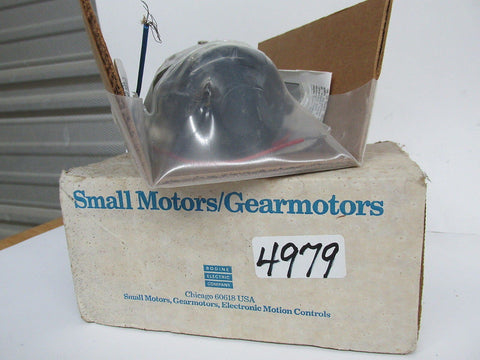 Small Motors/Gearmotors
4979
BODINE
ELECTRIC
COMPANY
Chicago 60618 USA
Small Motors, Gearmotors, Electronic Motion Controls